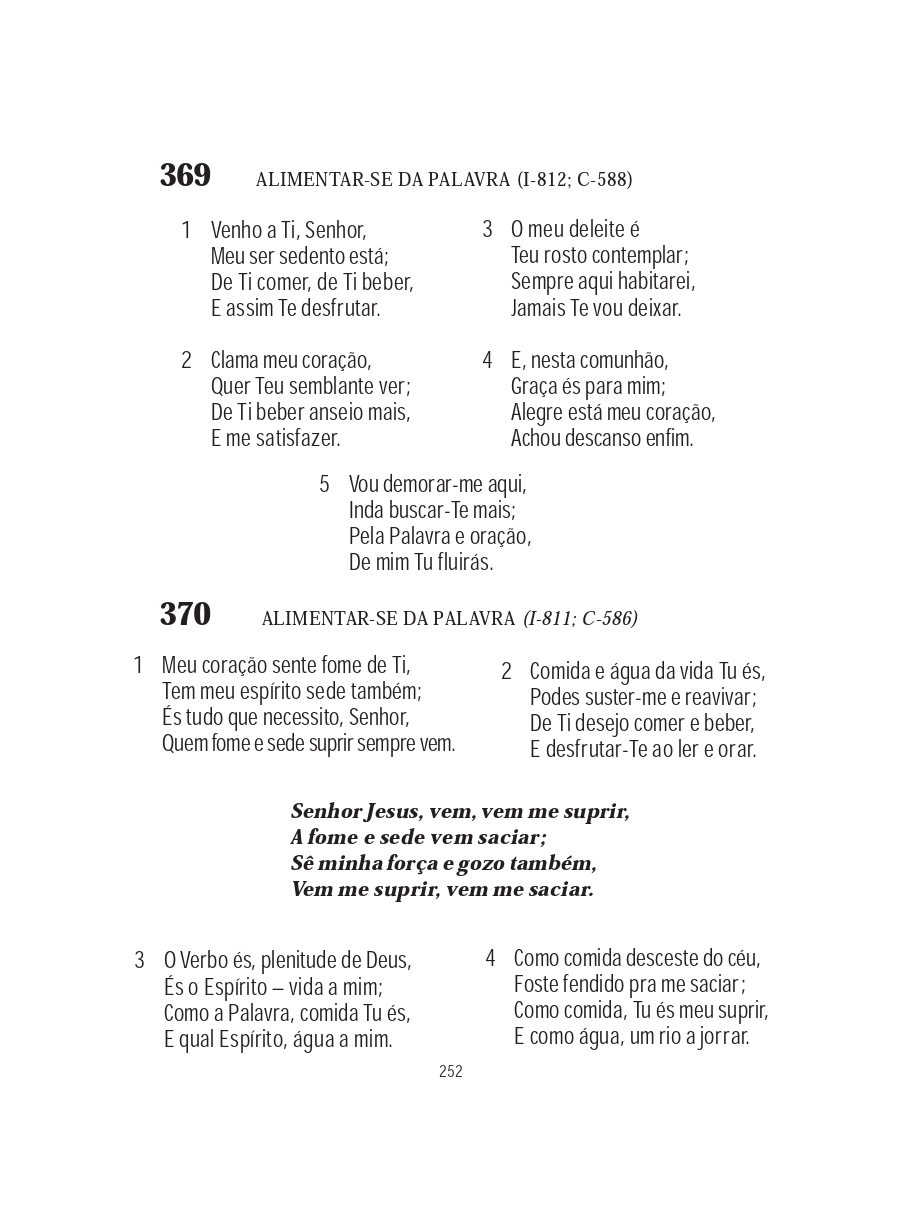 369 ALIMENTAR-SE DA PALAVRA (I-812; C-588)
1 Venho a Ti, Senhor,
Meu ser sedento está;
De Ti comer, de Ti beber,
E assim Te desfrutar.
2 Clama meu coração,
Quer Teu semblante ver;
De Ti beber anseio mais,
E me satisfazer.
3 O meu deleite é
Teu rosto contemplar;
Sempre aqui habitarei,
Jamais Te vou deixar.
4 E, nesta comunhão,
Graça és para mim;
Alegre está meu coração,
Achou descanso enfim.
5 Vou demorar-me aqui,
Inda buscar-Te mais;
Pela Palavra e oração,
De mim Tu fluirás.
370 ALIMENTAR-SE DA PALAVRA (I-811; C-586)
1 Meu coração sente fome de Ti,
Tem meu espírito sede também;
És tudo que necessito, Senhor,
Quem fome e sede suprir sempre vem.
2 Comida e água da vida Tu és,
Podes suster-me e reavivar;
De Ti desejo comer e beber,
E desfrutar-Te ao ler e orar.
Senhor Jesus, vem, vem me suprir,
A fome e sede vem saciar;
Sê minha força e gozo também,
Vem me suprir, vem me saciar.
3 O Verbo és, plenitude de Deus,
És o Espírito – vida a mim;
Como a Palavra, comida Tu és,
E qual Espírito, água a mim.
4 Como comida desceste do céu,
Foste fendido pra me saciar;
Como comida, Tu és meu suprir,
E como água, um rio a jorrar.
252